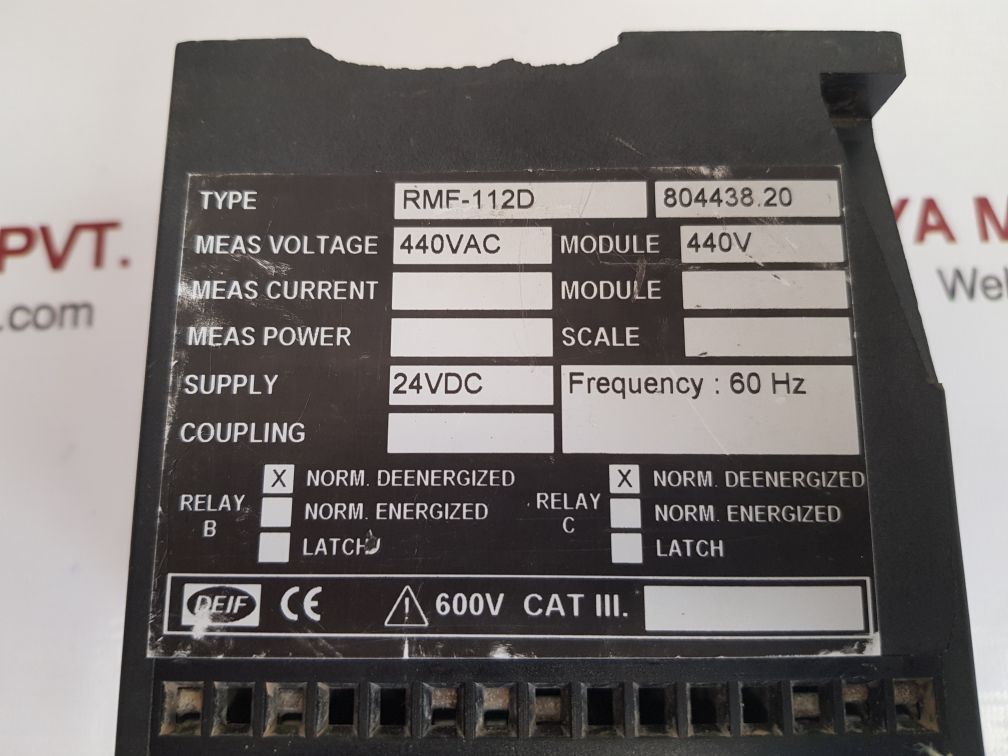 TYPE RMF-112D 804438.20
MEAS VOLTAGE 440VAC MODULE 440V
MEAS CURRENT MODULE
MEAS POWER SCALE
SUPPLY 24VDC Frequency : 60 Hz
COUPLING
RELAY B X NORM. DEENERGIZED
NORM. ENERGIZED
LATCH
RELAY C X NORM. DEENERGIZED
NORM. ENERGIZED
LATCH
DEIF CE 600V CAT III.
PVT.
.com
YA M
Wel